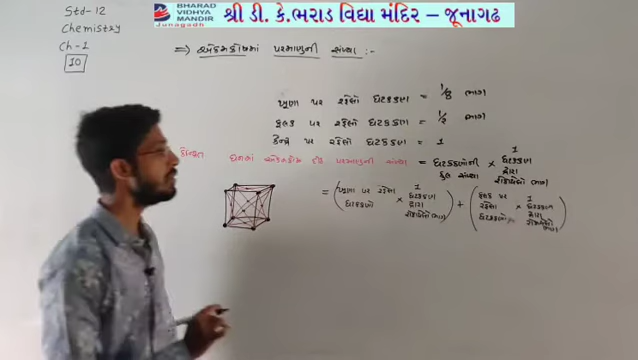 BHARAD
VIDHYA
MANDIR
Junagadh
શ્રી ડી. કે.ભરાડ વિદ્યા મંદિર – જૂનાગઢ
Std-12
Chemistry
Ch-1
10
⇒ એકમકોષમાં પરમાણુની સંખ્યા :-
ખૂણા પર રહેલો ઘટકકણ = 1/8 ભાગ
ફલક પર રહેલો ઘટકકણ = 1/2 ભાગ
કેન્દ્ર પર રહેલો ઘટકકણ = 1
ઘનમાં એકમકોષ દીઠ પરમાણુની સંખ્યા = ઘટકકણોની કુલ સંખ્યા × 1 ઘટકકણ દ્વારા રોકાયેલો ભાગ
= (ખૂણા પર રહેલા ઘટકકણો × 1 ઘટકકણ દ્વારા રોકાયેલો ભાગ) + (ફલક પર રહેલા ઘટકકણો × 1 ઘટકકણ દ્વારા રોકાયેલો ભાગ)